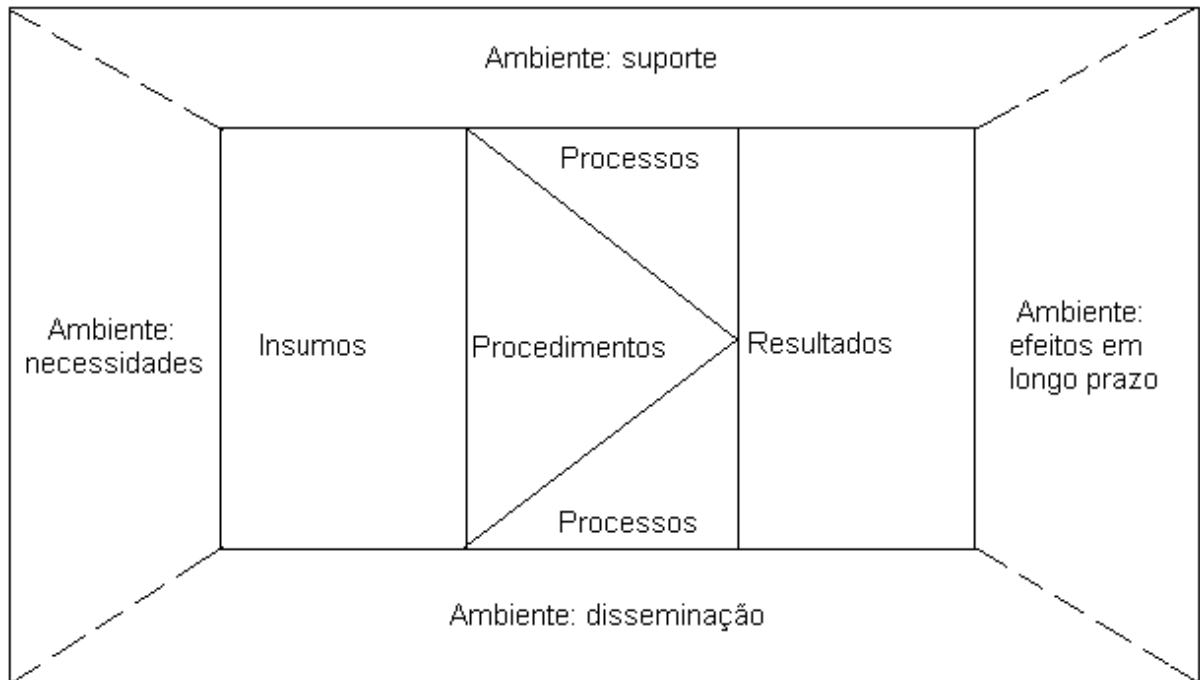 Ambiente: suporte
Processos
Ambiente:
necessidades
Insumos
Procedimentos
Resultados
Ambiente:
efeitos em
longo prazo
Processos
Ambiente: disseminação